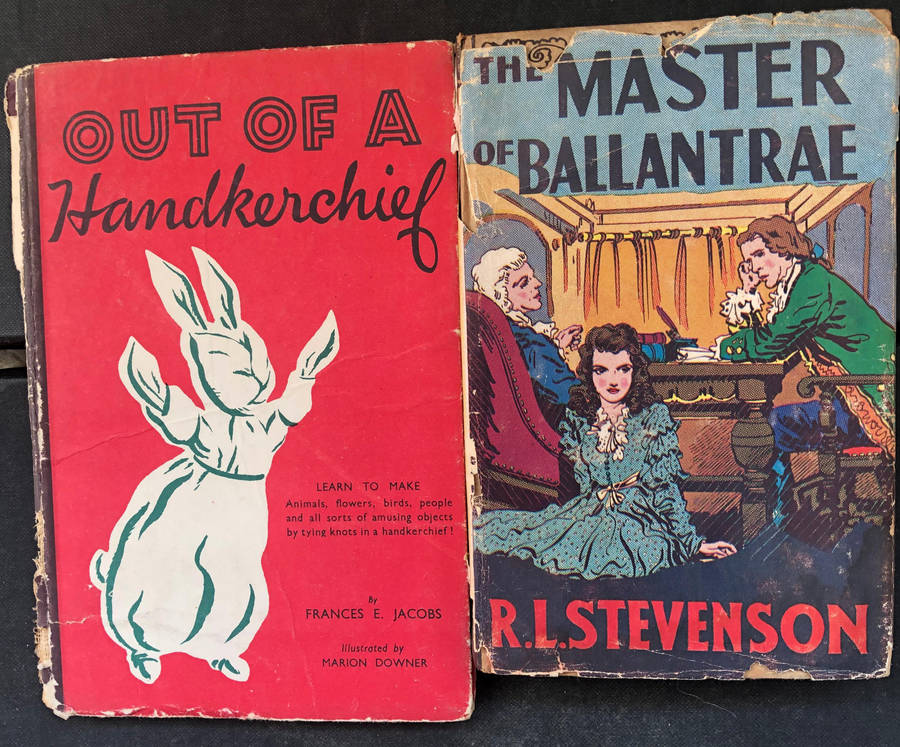 OUT OF A
Handkerchief
LEARN TO MAKE
Animals, flowers, birds, people
and all sorts of amusing objects
by tying knots in a handkerchief!
By
FRANCES E. JACOBS
Illustrated by
MARION DOWNER
THE MASTER
OF BALLANTRAE
R.L.STEVENSON